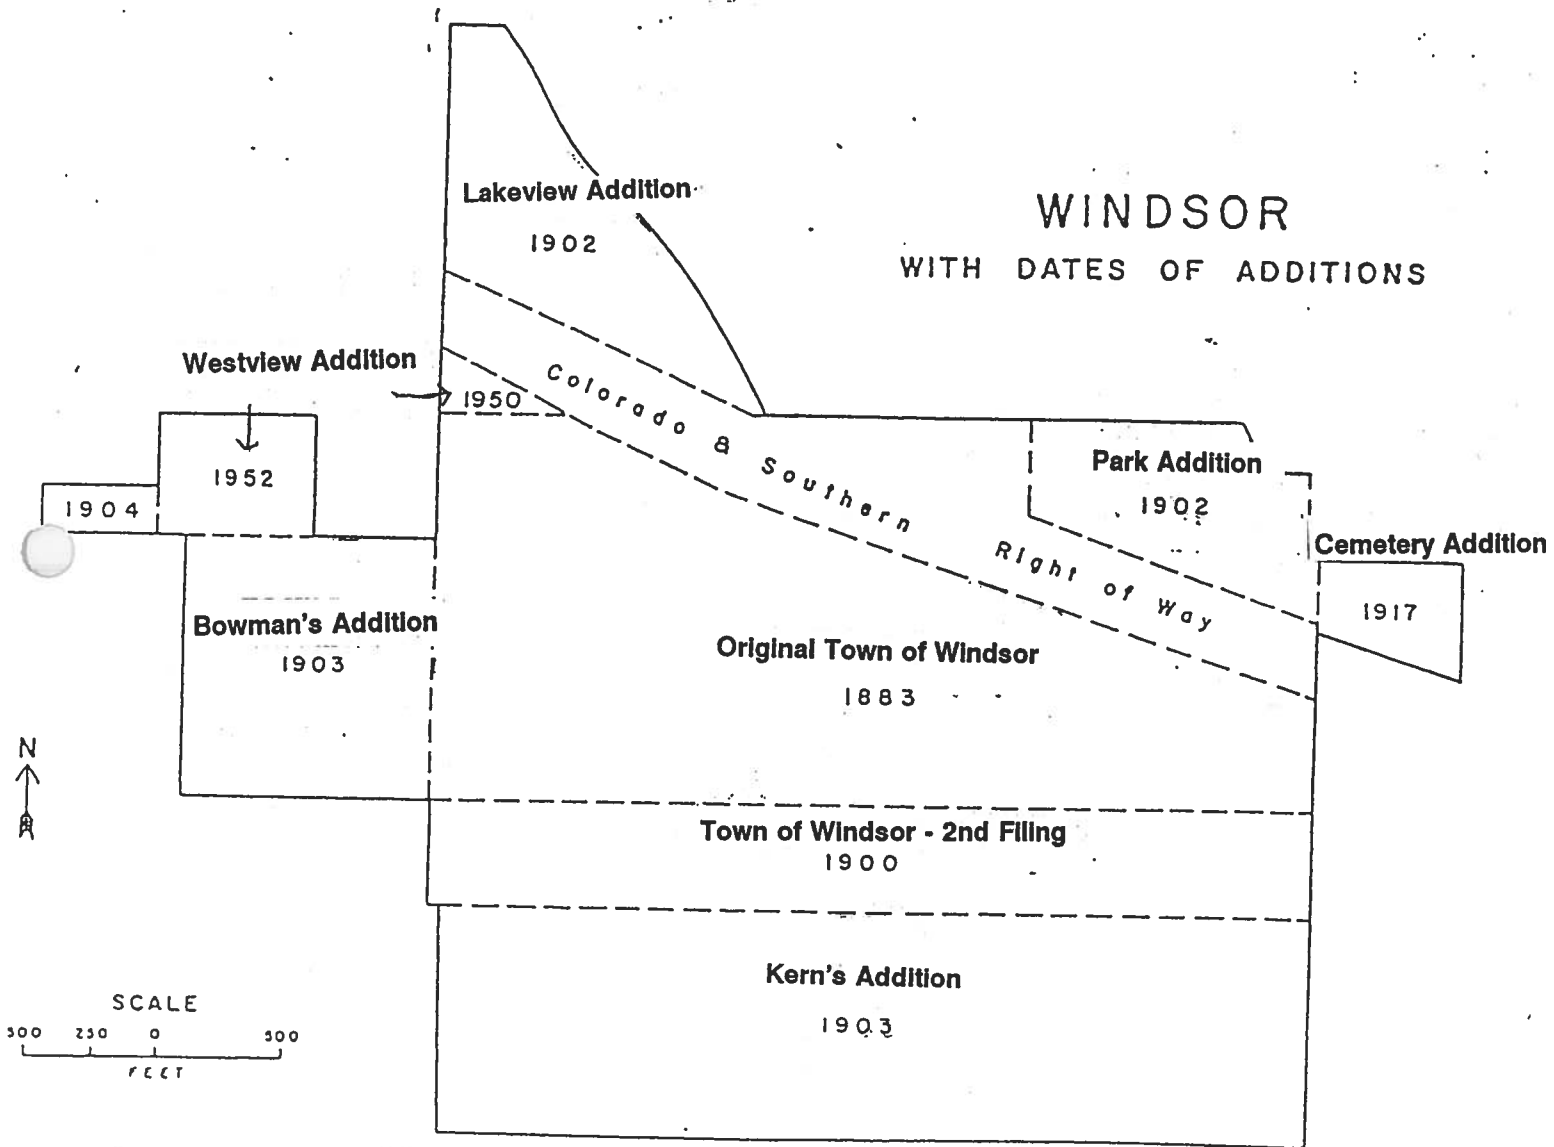 WINDSOR
WITH DATES OF ADDITIONS
Lakeview Addition
1902
Westview Addition
1950
1952
1904
Colorado & Southern Right of Way
Park Addition
1902
Cemetery Addition
1917
Bowman's Addition
1903
Original Town of Windsor
1883
N
Town of Windsor - 2nd Filing
1900
Kern's Addition
1903
SCALE
500 250 0 500
FEET